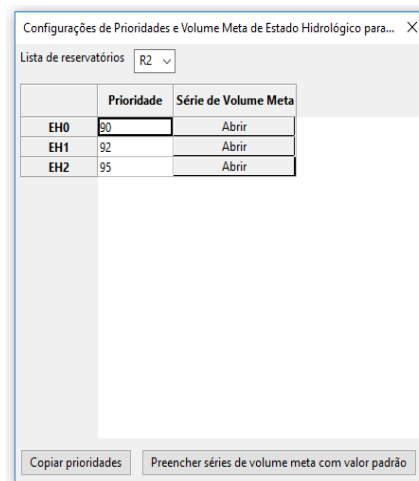 Configurações de Prioridades e Volume Meta de Estado Hidrológico para...
Lista de reservatórios R2
Prioridade Série de Volume Meta
EH0 90 Abrir
EH1 92 Abrir
EH2 95 Abrir
Copiar prioridades Preencher séries de volume meta com valor padrão